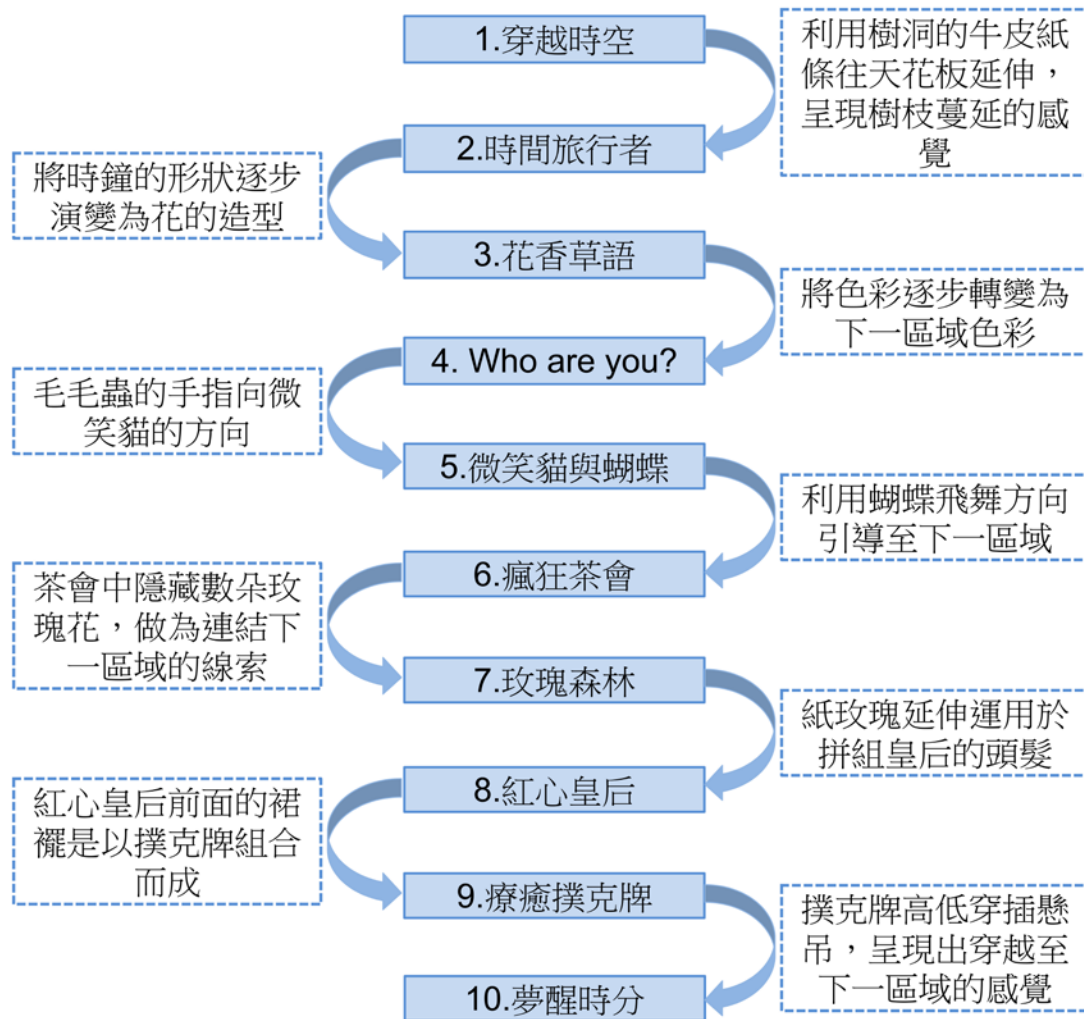 1.穿越時空
利用樹洞的牛皮紙
條往天花板延伸，
呈現樹枝蔓延的感
覺
2.時間旅行者
將時鐘的形狀逐步
演變為花的造型
3.花香草語
將色彩逐步轉變為
下一區域色彩
4. Who are you?
毛毛蟲的手指向微
笑貓的方向
5.微笑貓與蝴蝶
利用蝴蝶飛舞方向
引導至下一區域
6.瘋狂茶會
茶會中隱藏數朵玫
瑰花，做為連結下
一區域的線索
7.玫瑰森林
紙玫瑰延伸運用於
拼組皇后的頭髮
8.紅心皇后
紅心皇后前面的裙
襬是以撲克牌組合
而成
9.療癒撲克牌
撲克牌高低穿插懸
吊，呈現出穿越至
下一區域的感覺
10.夢醒時分